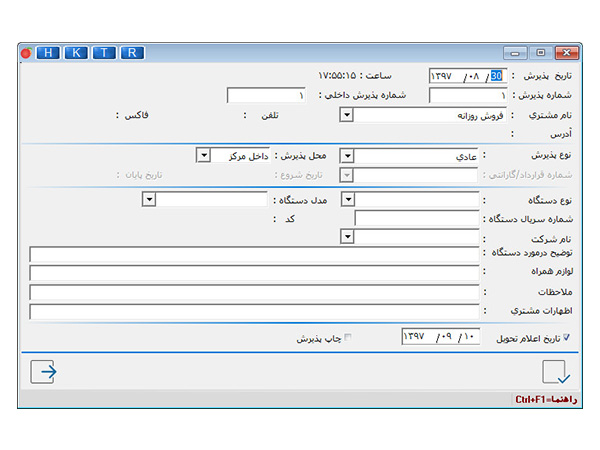 H K T R
تاریخ پذیرش : ۱۳۹۷/۰۸/30 ساعت : ۱۷:۵۵:۱۵
شماره پذیرش : ۱ شماره پذیرش داخلی : ۱
نام مشتری : فروش روزانه تلفن : فاکس :
آدرس :
نوع پذیرش : عادی محل پذیرش : داخل مرکز
شماره قرارداد/گارانتی : تاریخ شروع : تاریخ پایان :
نوع دستگاه : مدل دستگاه :
شماره سریال دستگاه : کد :
نام شرکت :
توضیح درمورد دستگاه :
لوازم همراه :
ملاحظات :
اظهارات مشتری :
تاریخ اعلام تحویل ۱۳۹۷/۰۹/۱۰ چاپ پذیرش
راهنما=Ctrl+F1